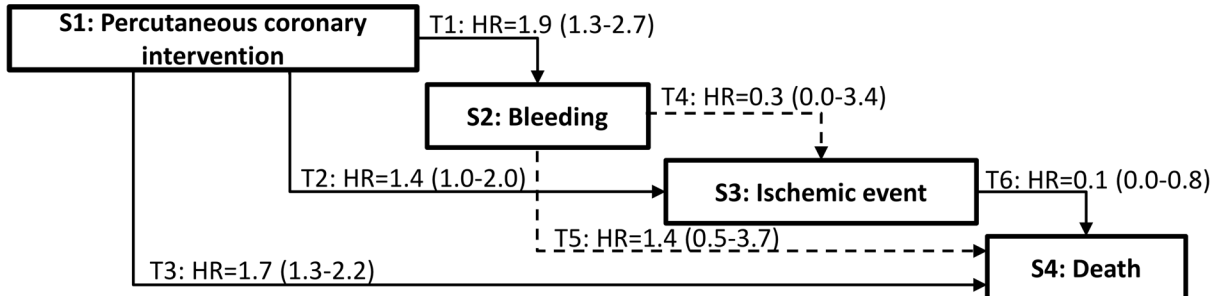 S1: Percutaneous coronary
intervention
T1: HR=1.9 (1.3-2.7)
S2: Bleeding
T4: HR=0.3 (0.0-3.4)
T2: HR=1.4 (1.0-2.0)
S3: Ischemic event
T6: HR=0.1 (0.0-0.8)
T5: HR=1.4 (0.5-3.7)
S4: Death
T3: HR=1.7 (1.3-2.2)